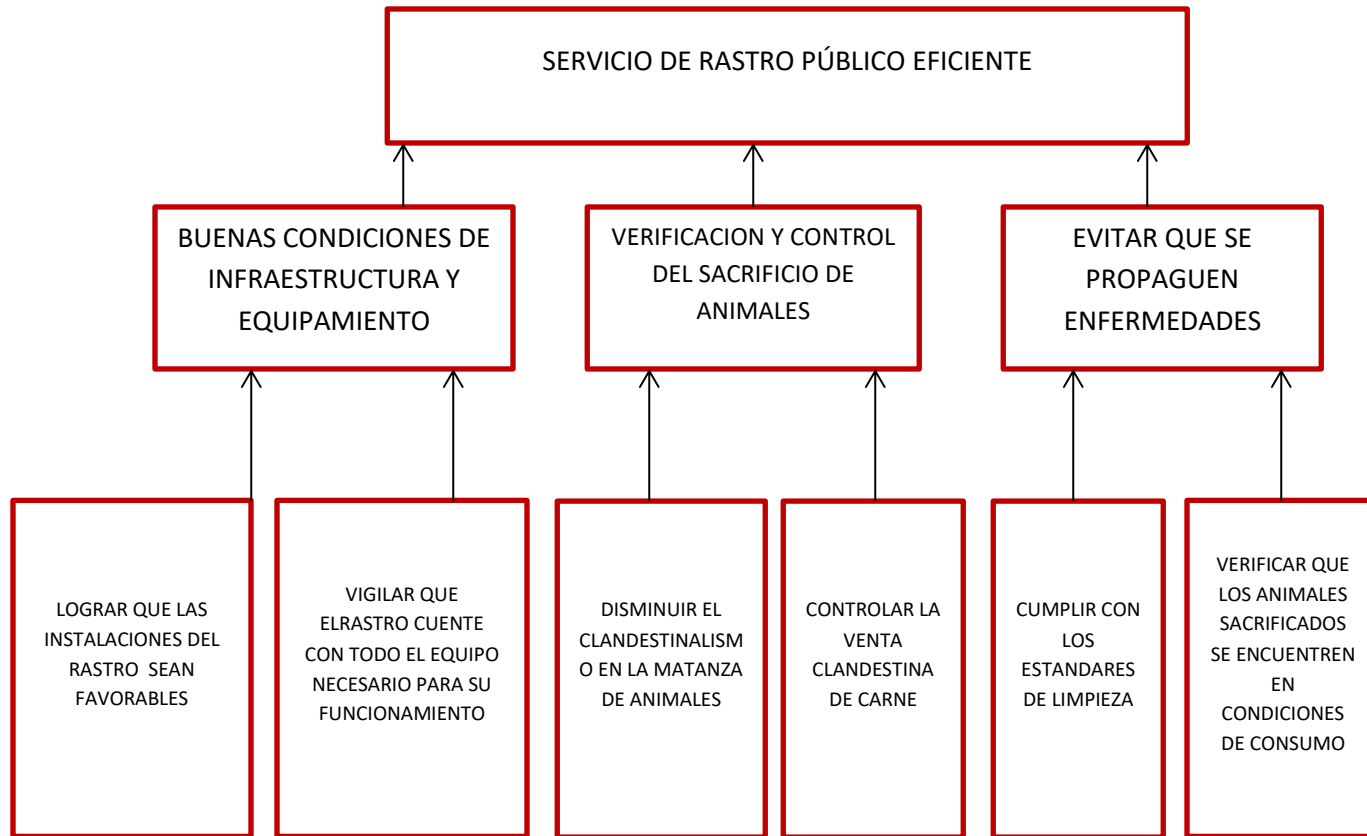 SERVICIO DE RASTRO PÚBLICO EFICIENTE
BUENAS CONDICIONES DE
INFRAESTRUCTURA Y
EQUIPAMIENTO
VERIFICACION Y CONTROL
DEL SACRIFICIO DE
ANIMALES
EVITAR QUE SE
PROPAGUEN
ENFERMEDADES
LOGRAR QUE LAS
INSTALACIONES DEL
RASTRO SEAN
FAVORABLES
VIGILAR QUE
ELRASTRO CUENTE
CON TODO EL EQUIPO
NECESARIO PARA SU
FUNCIONAMIENTO
DISMINUIR EL
CLANDESTINALISM
O EN LA MATANZA
DE ANIMALES
CONTROLAR LA
VENTA
CLANDESTINA
DE CARNE
CUMPLIR CON
LOS
ESTANDARES
DE LIMPIEZA
VERIFICAR QUE
LOS ANIMALES
SACRIFICADOS
SE ENCUENTREN
EN
CONDICIONES
DE CONSUMO